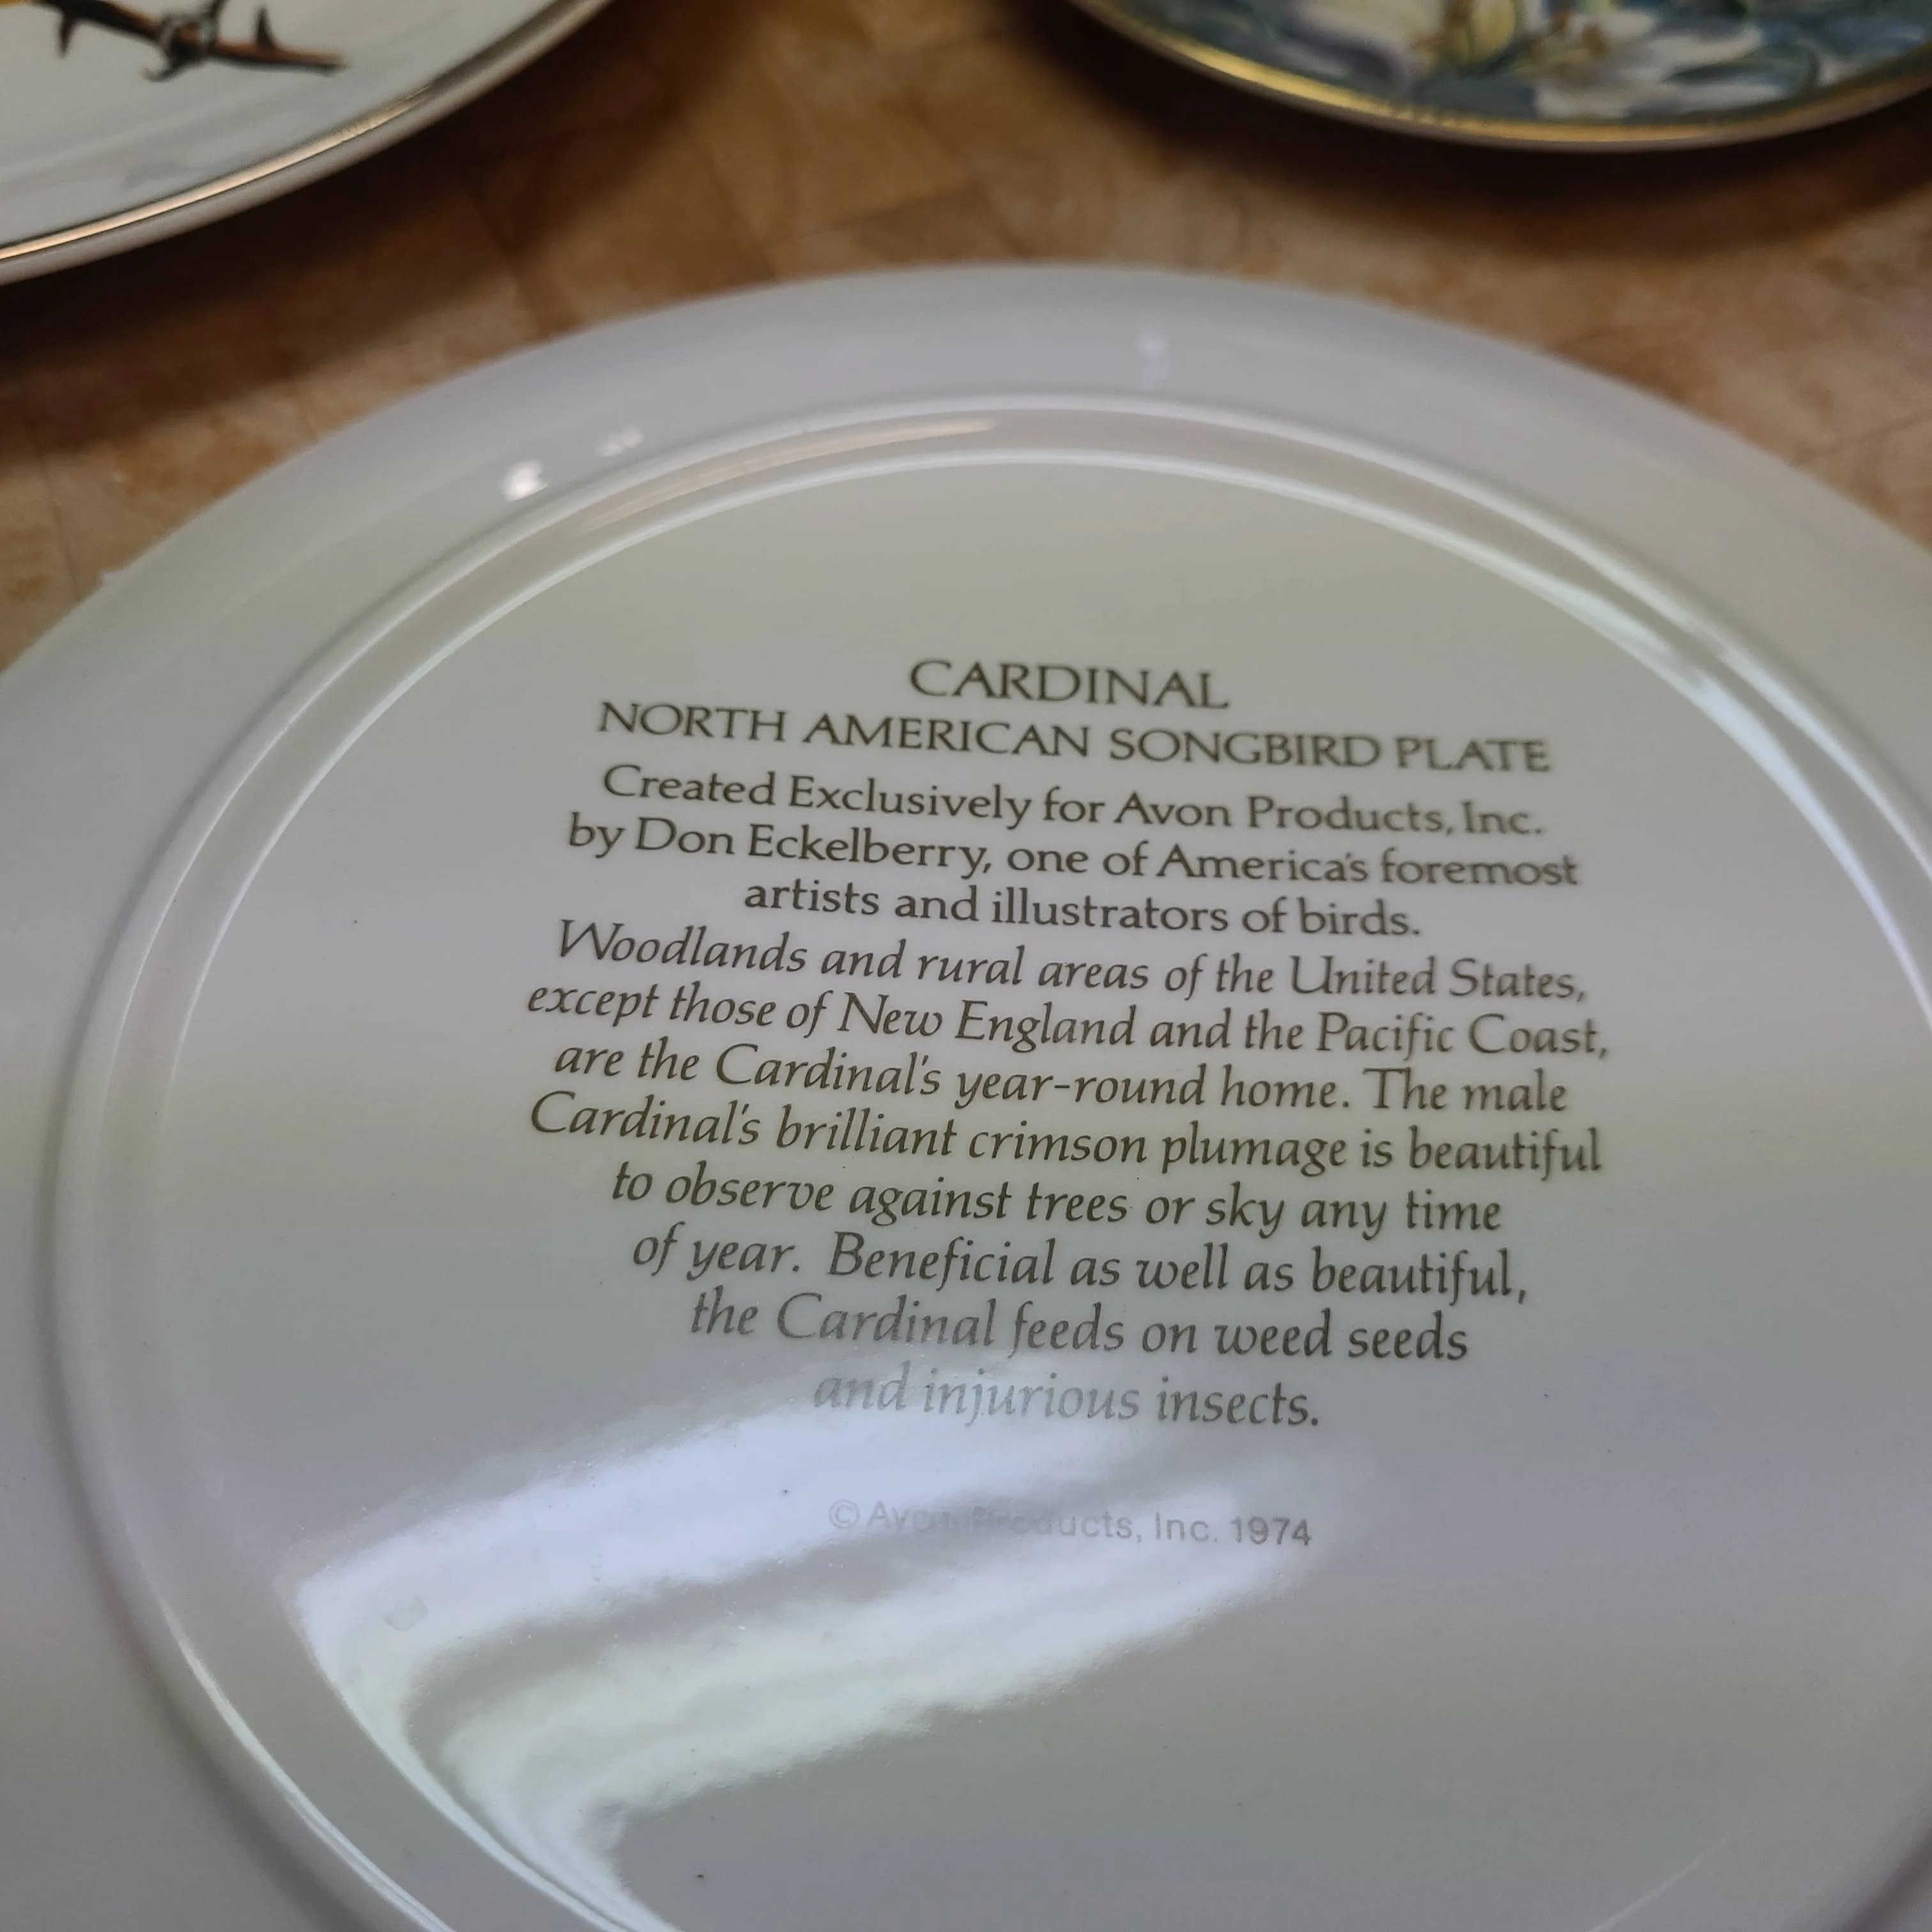 CARDINAL
NORTH AMERICAN SONGBIRD PLATE
Created Exclusively for Avon Products, Inc.
by Don Eckelberry, one of America's foremost
artists and illustrators of birds.
Woodlands and rural areas of the United States,
except those of New England and the Pacific Coast,
are the Cardinal's year-round home. The male
Cardinal's brilliant crimson plumage is beautiful
to observe against trees or sky any time
of year. Beneficial as well as beautiful,
the Cardinal feeds on weed seeds
and injurious insects.
© Avon Products, Inc. 1974